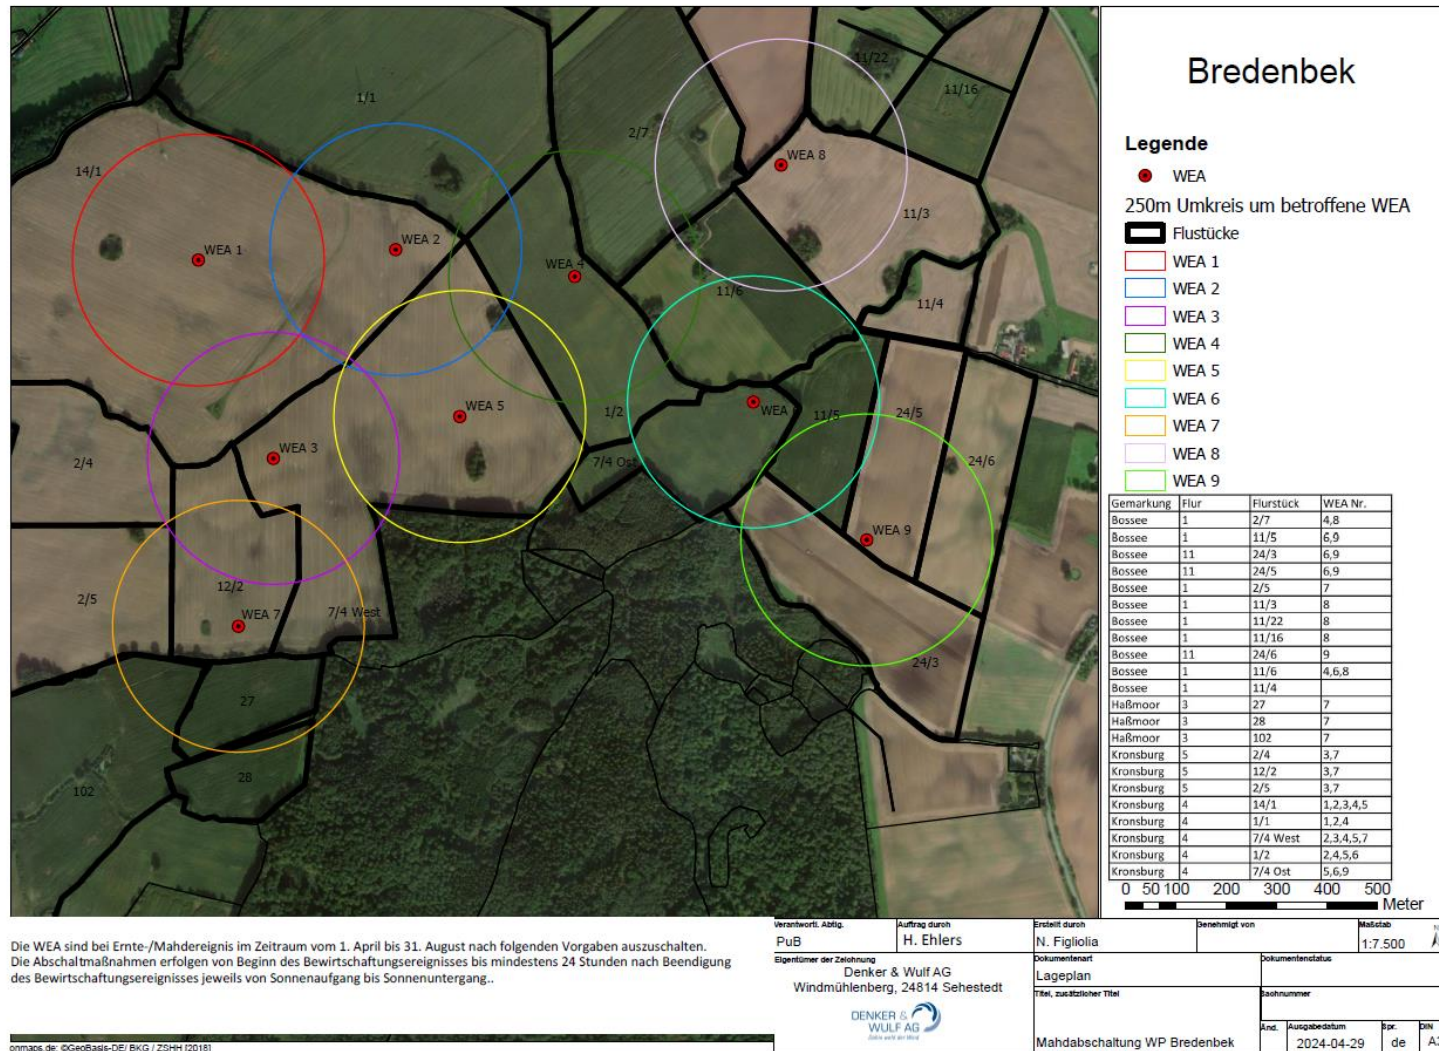 1/1
11/22
11/16
2/7
14/1
WEA 8
11/3
WEA 1
WEA 2
WEA 4
11/6
11/4
WEA 5
1/2
WEA
11/5
24/5
WEA 3
2/4
7/4 Ost
24/6
WEA 9
12/2
2/5
WEA 7
7/4 West
24/3
27
28
102
Bredenbek
Legende
WEA
250m Umkreis um betroffene WEA
Flustücke
WEA 1
WEA 2
WEA 3
WEA 4
WEA 5
WEA 6
WEA 7
WEA 8
WEA 9
Gemarkung Flur Flurstück WEA Nr.
Bossee 1 2/7 4,8
Bossee 1 11/5 6,9
Bossee 11 24/3 6,9
Bossee 11 24/5 6,9
Bossee 1 2/5 7
Bossee 1 11/3 8
Bossee 1 11/22 8
Bossee 1 11/16 8
Bossee 11 24/6 9
Bossee 1 11/6 4,6,8
Bossee 1 11/4
Haßmoor 3 27 7
Haßmoor 3 28 7
Haßmoor 3 102 7
Kronsburg 5 2/4 3,7
Kronsburg 5 12/2 3,7
Kronsburg 5 2/5 3,7
Kronsburg 4 14/1 1,2,3,4,5
Kronsburg 4 1/1 1,2,4
Kronsburg 4 7/4 West 2,3,4,5,7
Kronsburg 4 1/2 2,4,5,6
Kronsburg 4 7/4 Ost 5,6,9
0 50 100 200 300 400 500
Meter
Die WEA sind bei Ernte-/Mahdereignis im Zeitraum vom 1. April bis 31. August nach folgenden Vorgaben auszuschalten.
Die Abschaltmaßnahmen erfolgen von Beginn des Bewirtschaftungsereignisses bis mindestens 24 Stunden nach Beendigung
des Bewirtschaftungsereignisses jeweils von Sonnenaufgang bis Sonnenuntergang..
onmaps.de: ©GeoBasis-DE/ BKG / ZSHH [2018]
Verantwortl. Abtlg. Auftrag durch Erstellt durch Genehmigt von Maßstab
PuB H. Ehlers N. Figliolia 1:7.500
Eigentümer der Zeichnung Dokumentenart Dokumentenstatus
Denker & Wulf AG
Windmühlenberg, 24814 Sehestedt
Lageplan
Titel, zusätzlicher Titel Sachnummer
DENKER &
WULF AG
Änd. Ausgabedatum Spr. DIN
Mahdabschaltung WP Bredenbek 2024-04-29 de